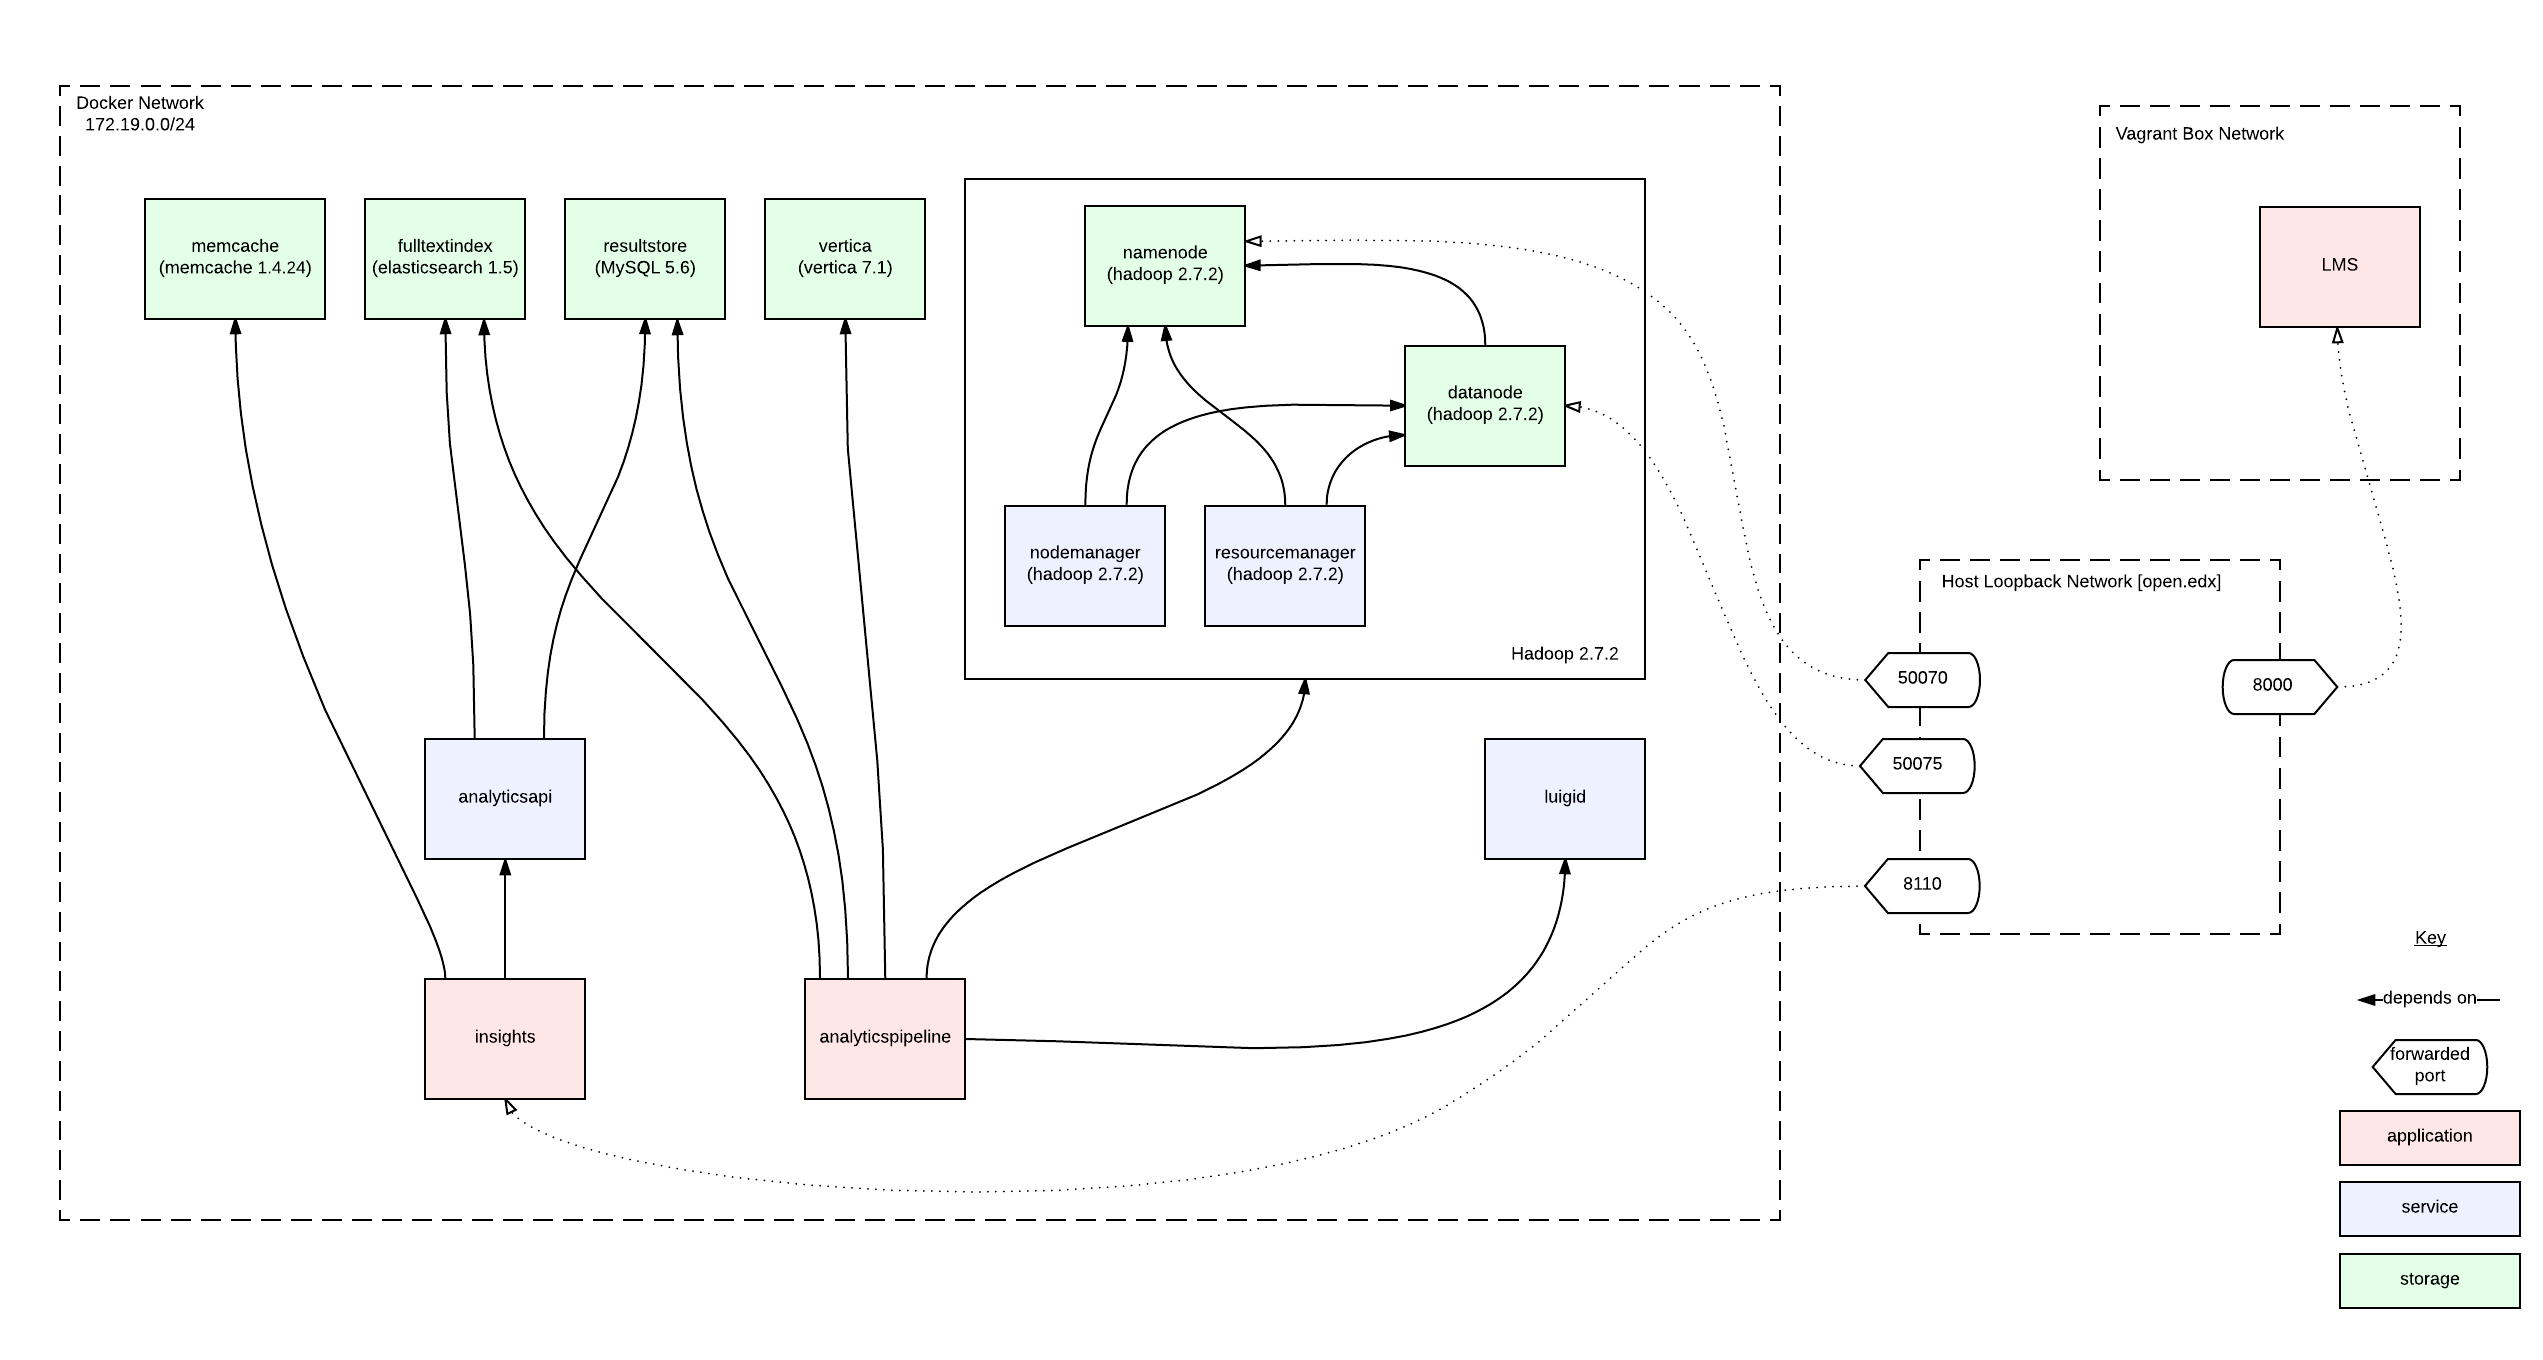 Docker Network
172.19.0.0/24
Vagrant Box Network
memcache
(memcache 1.4.24)
fulltextindex
(elasticsearch 1.5)
resultstore
(MySQL 5.6)
vertica
(vertica 7.1)
namenode
(hadoop 2.7.2)
LMS
datanode
(hadoop 2.7.2)
nodemanager
(hadoop 2.7.2)
resourcemanager
(hadoop 2.7.2)
Hadoop 2.7.2
Host Loopback Network [open.edx]
50070
8000
50075
analyticsapi
luigid
8110
Key
depends on
insights
analyticspipeline
forwarded
port
application
service
storage